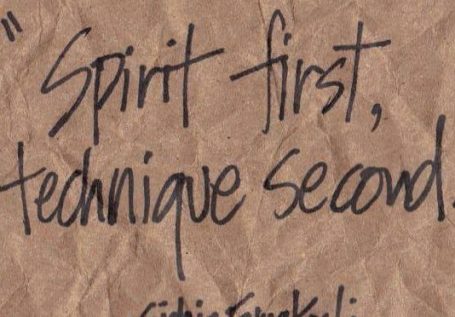 "Spirit first,
technique second.